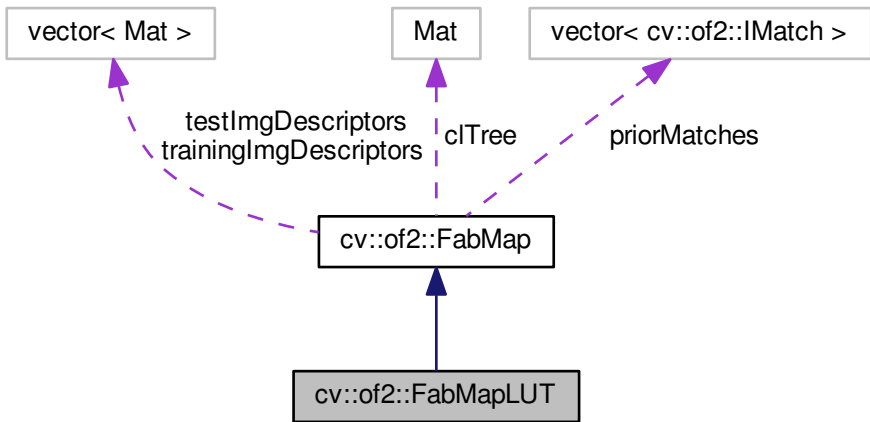 vector< Mat >
Mat
vector< cv::of2::IMatch >
testImgDescriptors
trainingImgDescriptors
clTree
priorMatches
cv::of2::FabMap
cv::of2::FabMapLUT